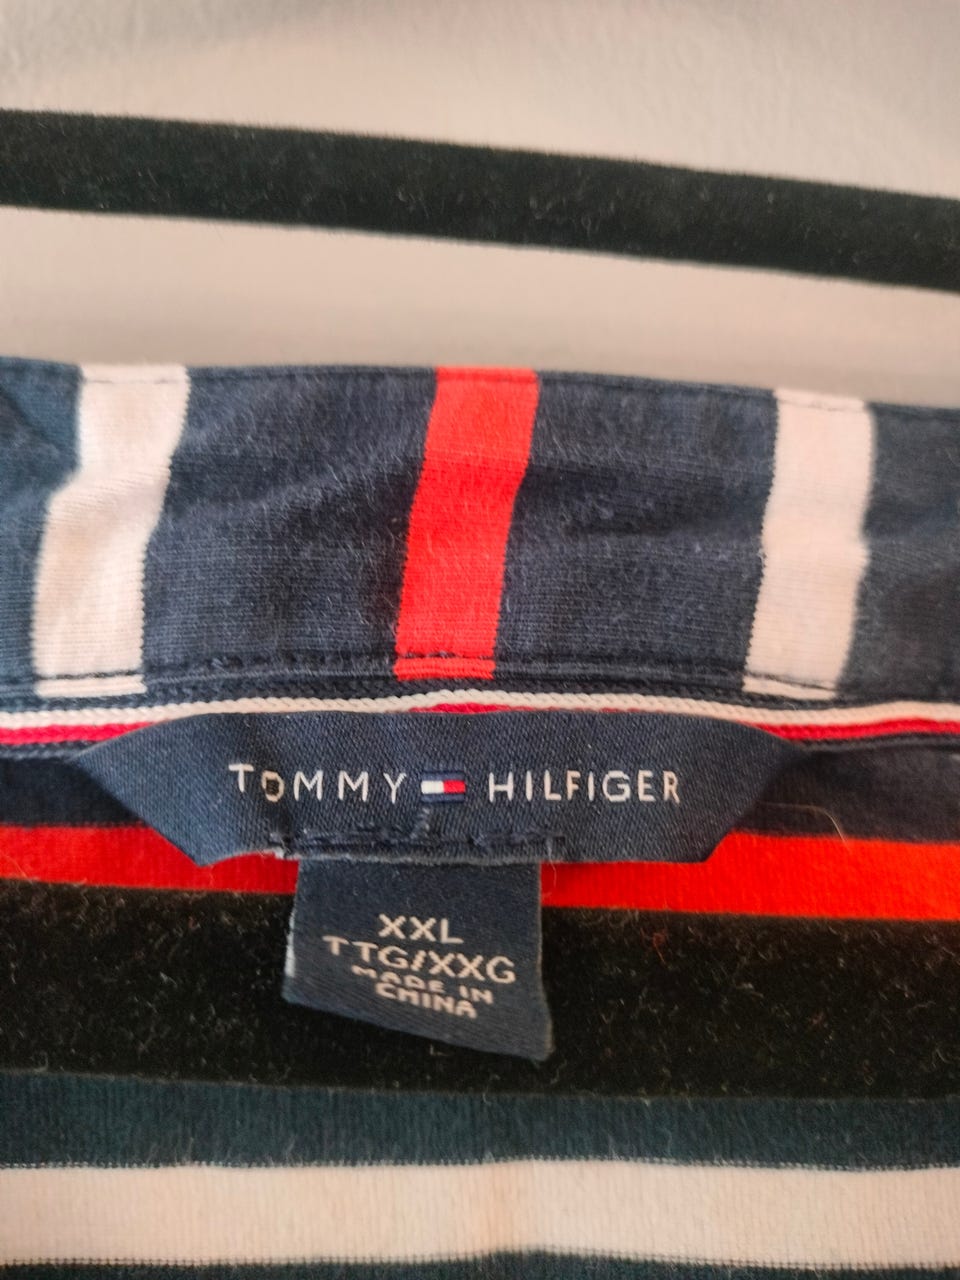 TOMMY HILFIGER
XXL
TTG/XXG
MADE IN
CHINA